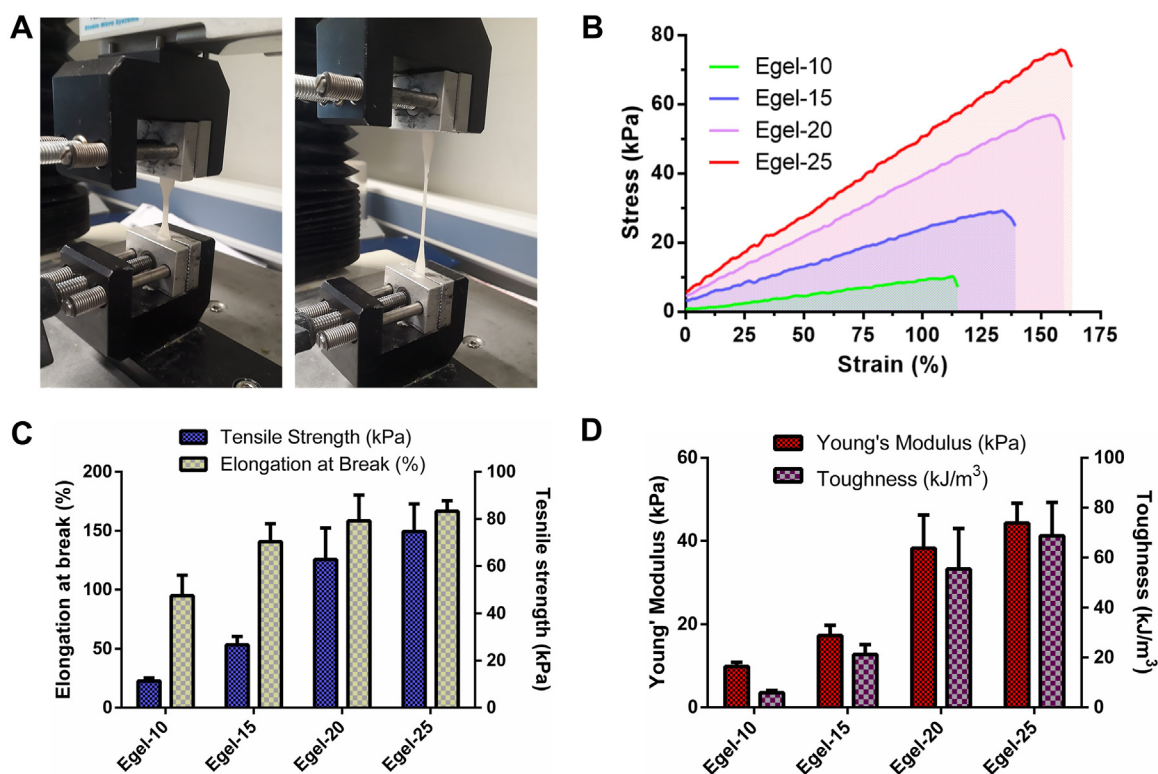 A
B
80
60
40
20
0
Stress (kPa)
Egel-10
Egel-15
Egel-20
Egel-25
0 25 50 75 100 125 150 175
Strain (%)
C
Tensile Strength (kPa)
Elongation at Break (%)
200
150
100
50
0
Elongation at break (%)
100
80
60
40
20
0
Tesnile strength (kPa)
Egel-10 Egel-15 Egel-20 Egel-25
D
Young's Modulus (kPa)
Toughness (kJ/m³)
60
40
20
0
Young' Modulus (kPa)
100
80
60
40
20
0
Toughness (kJ/m³)
Egel-10 Egel-15 Egel-20 Egel-25